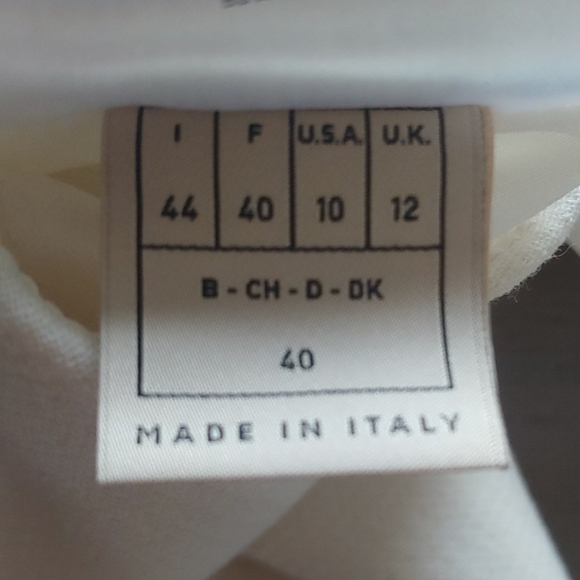 I F U.S.A. U.K.
44 40 10 12
B - CH - D - DK
40
MADE IN ITALY